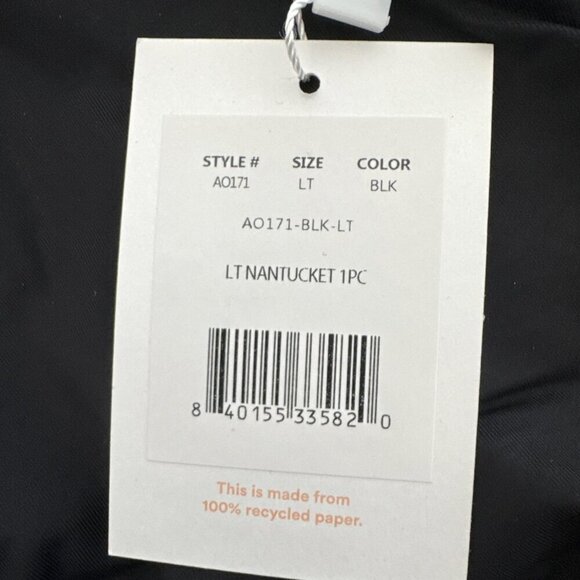 STYLE # SIZE COLOR
AO171 LT BLK
AO171-BLK-LT
LT NANTUCKET 1PC
8 40155 33582 0
This is made from
100% recycled paper.